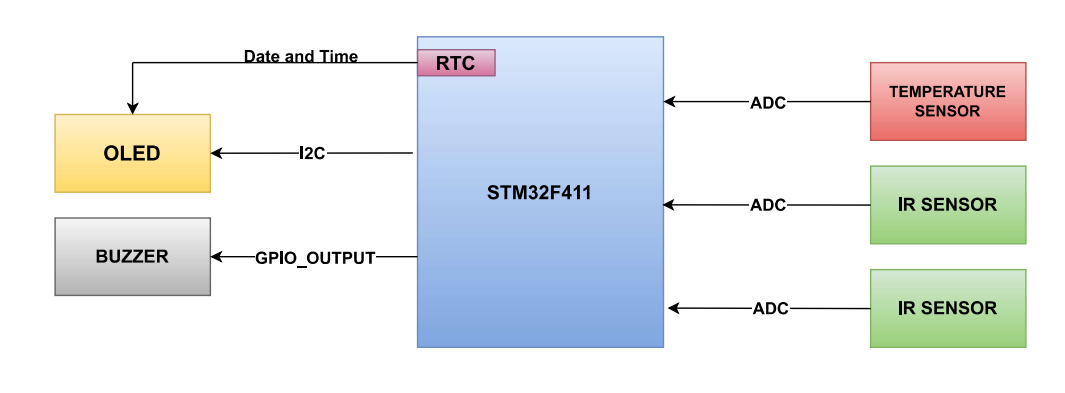 Date and Time
RTC
TEMPERATURE
SENSOR
ADC
OLED
I2C
STM32F411
ADC
IR SENSOR
BUZZER
GPIO_OUTPUT
ADC
IR SENSOR